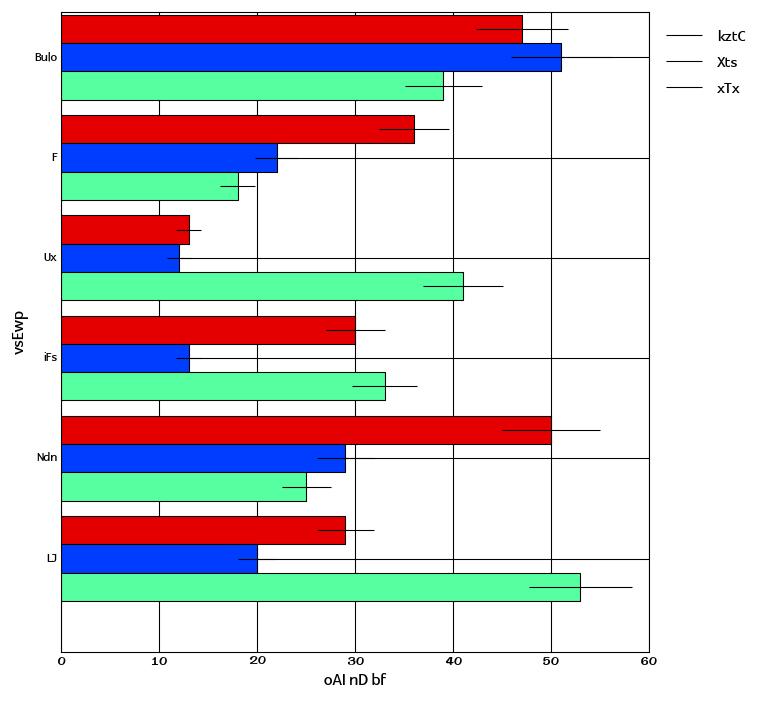 kztC
Xts
xTx
vsEwp
Bulo
F
Ux
iFs
Ndn
LJ
0 10 20 30 40 50 60
oAI nD bf